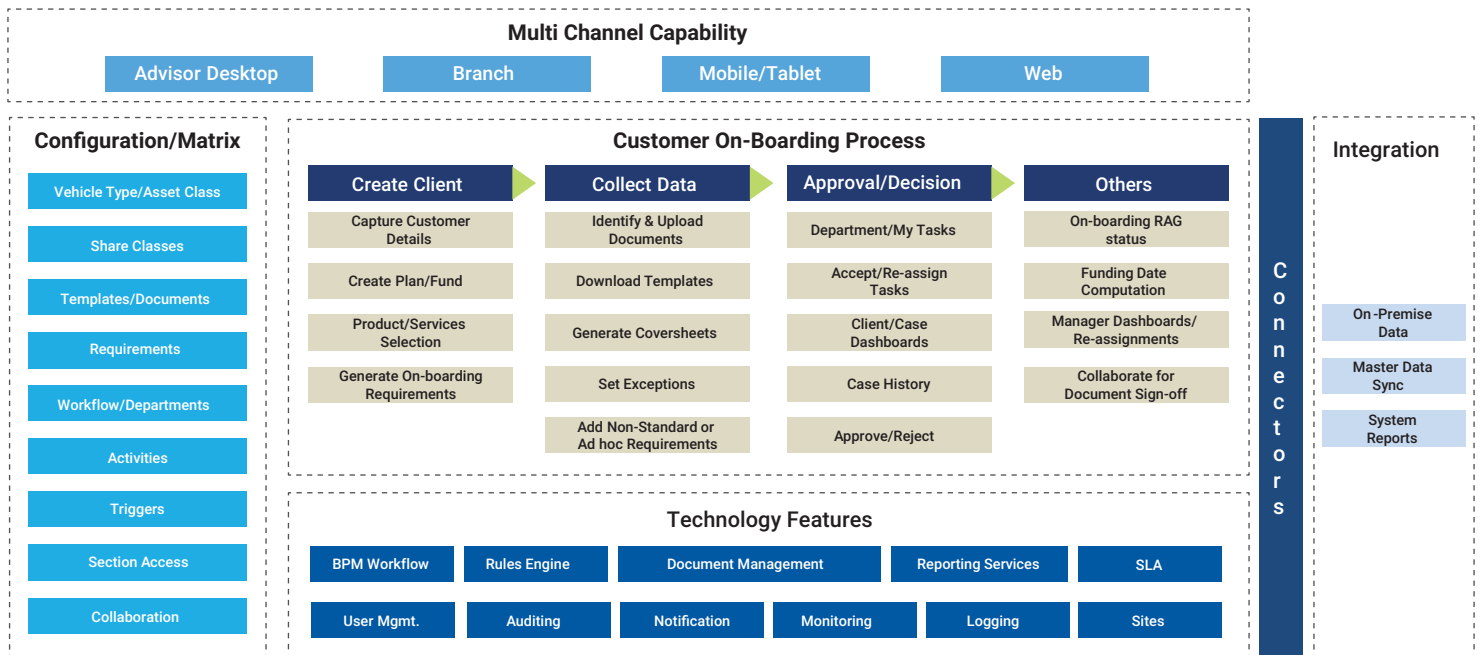 Multi Channel Capability
Advisor Desktop
Branch
Mobile/Tablet
Web
Configuration/Matrix
Vehicle Type/Asset Class
Share Classes
Templates/Documents
Requirements
Workflow/Departments
Activities
Triggers
Section Access
Collaboration
Customer On-Boarding Process
Create Client
Capture Customer
Details
Create Plan/Fund
Product/Services
Selection
Generate On-boarding
Requirements
Collect Data
Identify & Upload
Documents
Download Templates
Generate Coversheets
Set Exceptions
Add Non-Standard or
Ad hoc Requirements
Approval/Decision
Department/My Tasks
Accept/Re-assign
Tasks
Client/Case
Dashboards
Case History
Approve/Reject
Others
On-boarding RAG
status
Funding Date
Computation
Manager Dashboards/
Re-assignments
Collaborate for
Document Sign-off
Technology Features
BPM Workflow
Rules Engine
Document Management
Reporting Services
SLA
User Mgmt.
Auditing
Notification
Monitoring
Logging
Sites
Connectors
Integration
On-Premise
Data
Master Data
Sync
System
Reports